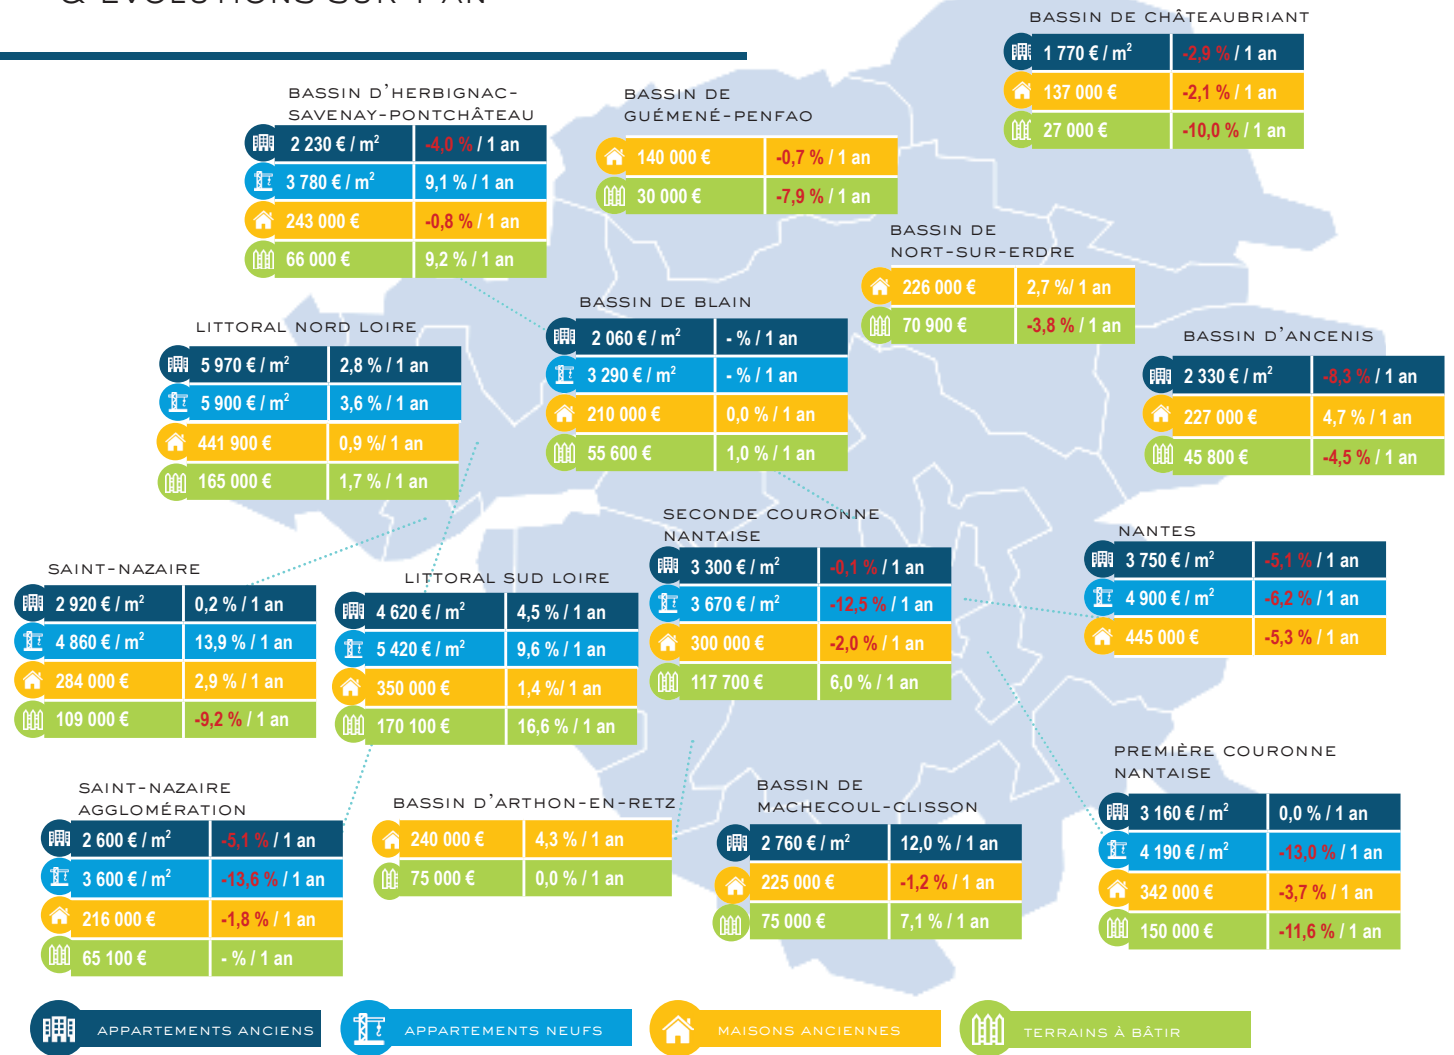 & ÉVOLUTIONS SUR 1 AN
BASSIN DE CHÂTEAUBRIANT
1 770 € / m² -2,9 % / 1 an
137 000 € -2,1 % / 1 an
27 000 € -10,0 % / 1 an
BASSIN D'HERBIGNAC-
SAVENAY-PONTCHÂTEAU
2 230 € / m² -4,0 % / 1 an
3 780 € / m² 9,1 % / 1 an
243 000 € -0,8 % / 1 an
66 000 € 9,2 % / 1 an
BASSIN DE
GUÉMENÉ-PENFAO
140 000 € -0,7 % / 1 an
30 000 € -7,9 % / 1 an
BASSIN DE
NORT-SUR-ERDRE
226 000 € 2,7 %/ 1 an
70 900 € -3,8 % / 1 an
BASSIN DE BLAIN
2 060 € / m² - % / 1 an
3 290 € / m² - % / 1 an
210 000 € 0,0 % / 1 an
55 600 € 1,0 % / 1 an
LITTORAL NORD LOIRE
5 970 € / m² 2,8 % / 1 an
5 900 € / m² 3,6 % / 1 an
441 900 € 0,9 %/ 1 an
165 000 € 1,7 % / 1 an
BASSIN D'ANCENIS
2 330 € / m² -8,3 % / 1 an
227 000 € 4,7 % / 1 an
45 800 € -4,5 % / 1 an
SECONDE COURONNE
NANTAISE
3 300 € / m² -0,1 % / 1 an
3 670 € / m² -12,5 % / 1 an
300 000 € -2,0 % / 1 an
117 700 € 6,0 % / 1 an
NANTES
3 750 € / m² -5,1 % / 1 an
4 900 € / m² -6,2 % / 1 an
445 000 € -5,3 % / 1 an
SAINT-NAZAIRE
2 920 € / m² 0,2 % / 1 an
4 860 € / m² 13,9 % / 1 an
284 000 € 2,9 % / 1 an
109 000 € -9,2 % / 1 an
LITTORAL SUD LOIRE
4 620 € / m² 4,5 % / 1 an
5 420 € / m² 9,6 % / 1 an
350 000 € 1,4 %/ 1 an
170 100 € 16,6 % / 1 an
PREMIÈRE COURONNE
NANTAISE
3 160 € / m² 0,0 % / 1 an
4 190 € / m² -13,0 % / 1 an
342 000 € -3,7 % / 1 an
150 000 € -11,6 % / 1 an
SAINT-NAZAIRE
AGGLOMÉRATION
2 600 € / m² -5,1 % / 1 an
3 600 € / m² -13,6 % / 1 an
216 000 € -1,8 % / 1 an
65 100 € - % / 1 an
BASSIN D'ARTHON-EN-RETZ
240 000 € 4,3 % / 1 an
75 000 € 0,0 % / 1 an
BASSIN DE
MACHECOUL-CLISSON
2 760 € / m² 12,0 % / 1 an
225 000 € -1,2 % / 1 an
75 000 € 7,1 % / 1 an
APPARTEMENTS ANCIENS
APPARTEMENTS NEUFS
MAISONS ANCIENNES
TERRAINS À BÂTIR